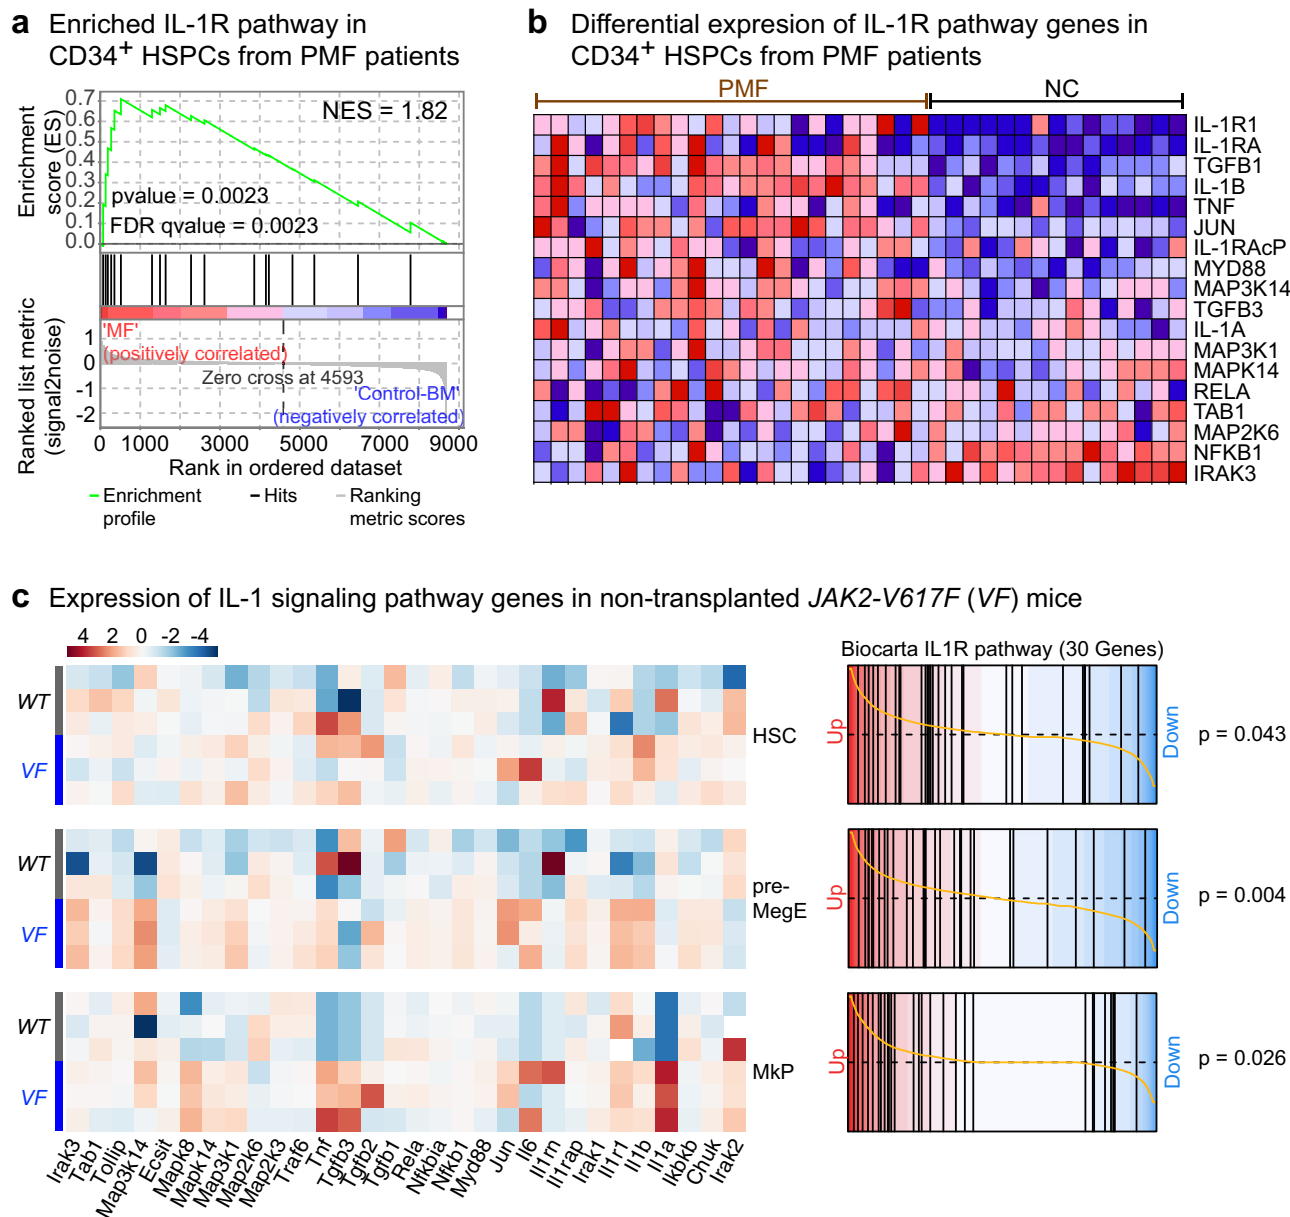 a Enriched IL-1R pathway in
CD34+ HSPCs from PMF patients
Enrichment
score (ES)
0.7
0.6
0.5
0.4
0.3
0.2
0.1
0.0
NES = 1.82
pvalue = 0.0023
FDR qvalue = 0.0023
Ranked list metric
(signal2noise)
1
0
-1
-2
'MF'
(positively correlated)
Zero cross at 4593
'Control-BM'
(negatively correlated)
0 1000 3000 5000 7000 9000
Rank in ordered dataset
Enrichment
profile
Hits
Ranking
metric scores
b Differential expresion of IL-1R pathway genes in
CD34+ HSPCs from PMF patients
PMF NC
IL-1R1
IL-1RA
TGFB1
IL-1B
TNF
JUN
IL-1RAcP
MYD88
MAP3K14
TGFB3
IL-1A
MAP3K1
MAPK14
RELA
TAB1
MAP2K6
NFKB1
IRAK3
c Expression of IL-1 signaling pathway genes in non-transplanted JAK2-V617F (VF) mice
4 2 0 -2 -4
Biocarta IL1R pathway (30 Genes)
WT
VF
HSC
Up
Down
p = 0.043
WT
VF
pre-
MegE
Up
Down
p = 0.004
WT
VF
MkP
Up
Down
p = 0.026
Irak3
Tab1
Tollip
Map3k14
Ecsit
Mapk8
Mapk14
Map3k1
Map2k6
Map2k3
Traf6
Tnf
Tgfb3
Tgfb2
Tgfb1
Rela
Nfkbia
Nfkb1
Myd88
Jun
Il6
Il1rn
Il1rap
Irak1
Il1r1
Il1b
Il1a
Ikbkb
Chuk
Irak2